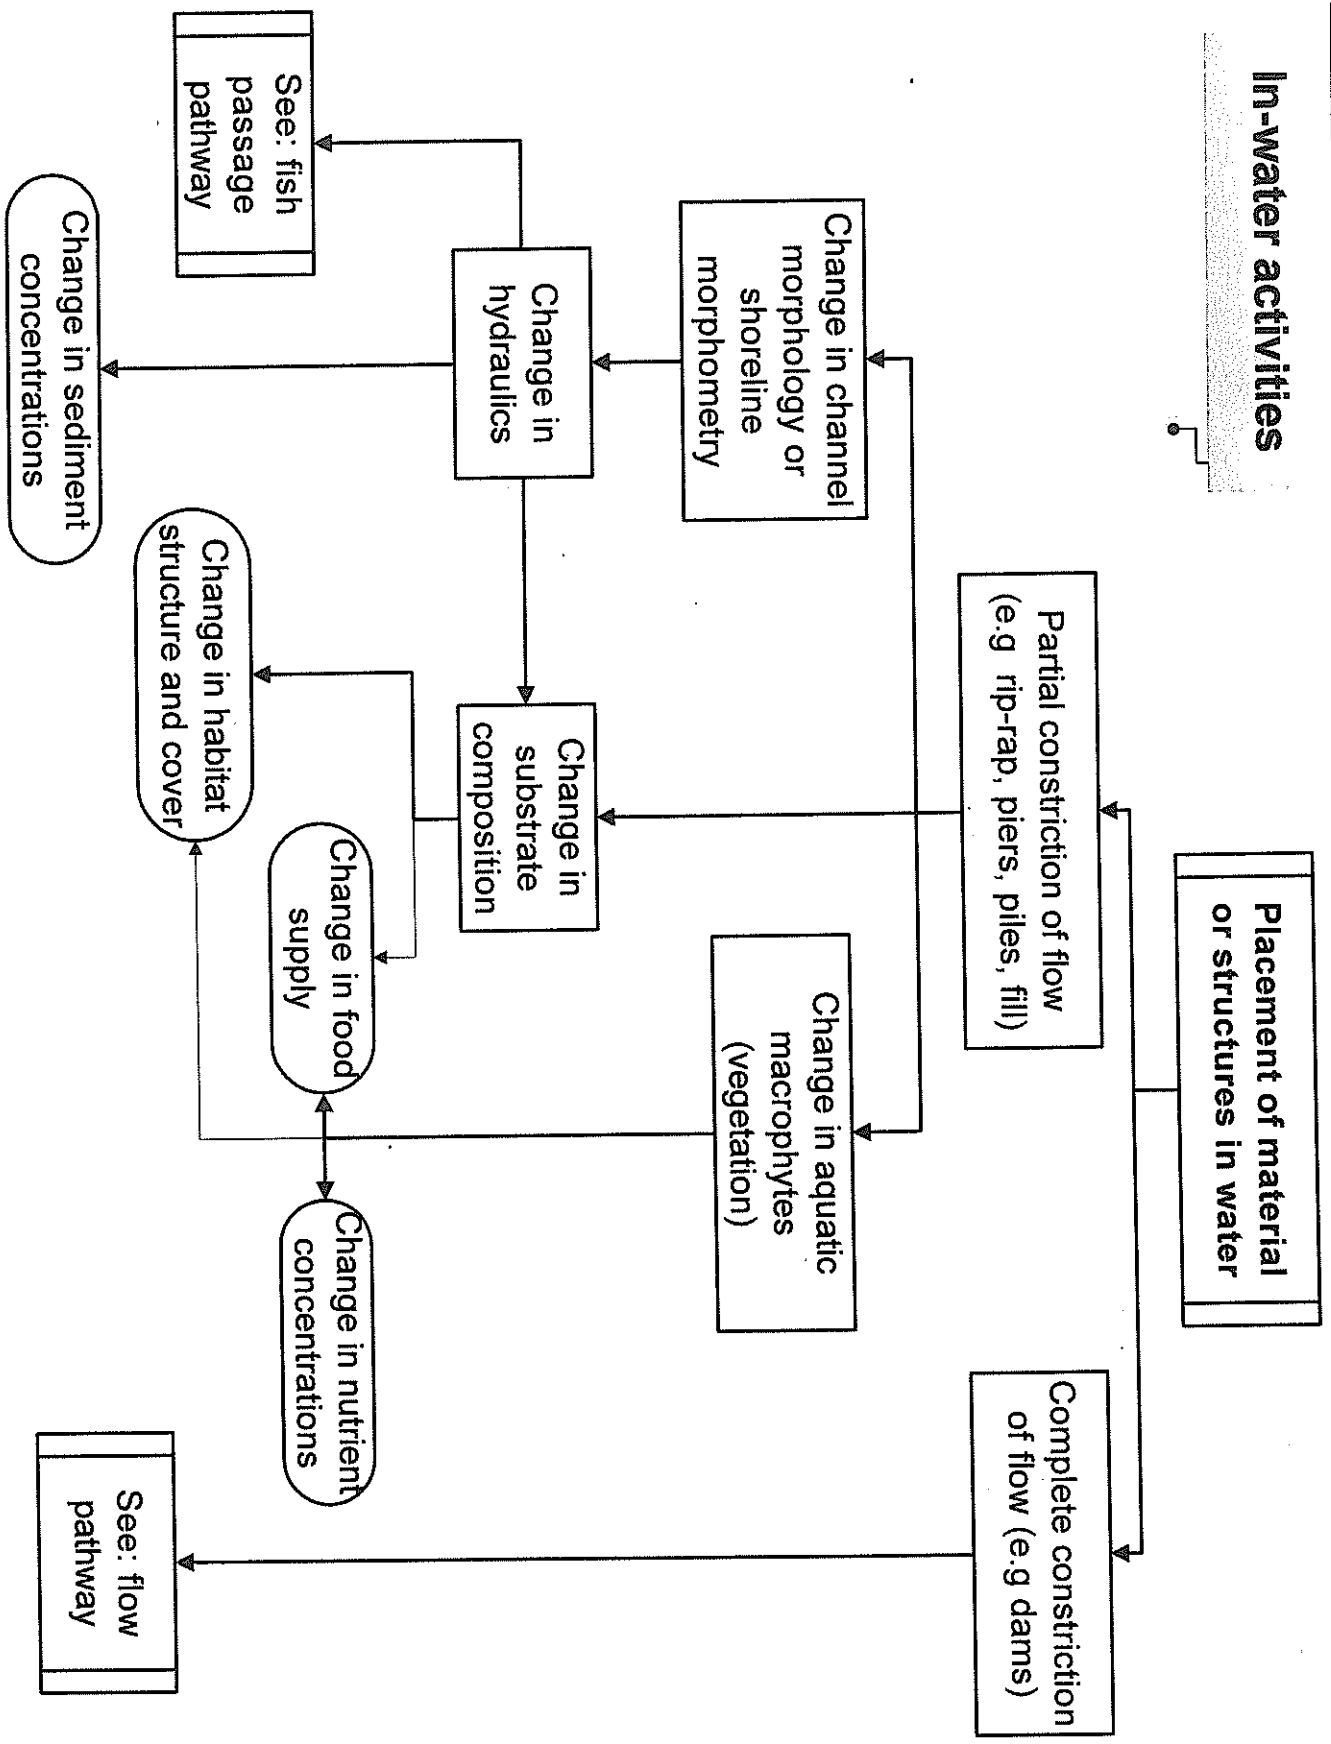 In-water activities
Placement of material
or structures in water
Partial constriction of flow
(e.g rip-rap, piers, piles, fill)
Complete constriction
of flow (e.g dams)
Change in channel
morphology or
shoreline
morphometry
Change in aquatic
macrophytes
(vegetation)
Change in
hydraulics
Change in
substrate
composition
See: fish
passage
pathway
Change in food
supply
Change in nutrient
concentrations
Change in habitat
structure and cover
Change in sediment
concentrations
See: flow
pathway